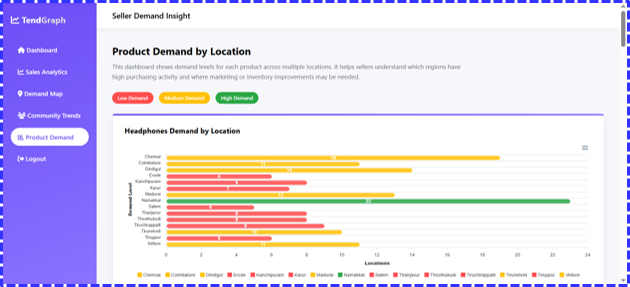 TendGraph
Seller Demand Insight
Dashboard
Sales Analytics
Demand Map
Community Trends
Product Demand
Logout
Product Demand by Location
This dashboard shows demand levels for each product across multiple locations. It helps sellers understand which regions have
high purchasing activity and where marketing or inventory improvements may be needed.
Low Demand Medium Demand High Demand
Headphones Demand by Location
Demand Level
Chennai
Coimbatore
Dindigul
Erode
Kanchipuram
Karur
Madurai
Namakkal
Salem
Thanjavur
Thoothukudi
Tiruchirappalli
Tirunelveli
Tiruppur
Vellore
0 2 4 6 8 10 12 14 16 18 20 22 24
Locations
Chennai Coimbatore Dindigul Erode Kanchipuram Karur Madurai Namakkal Salem Thanjavur Thoothukudi Tiruchirappalli Tirunelveli Tiruppur Vellore